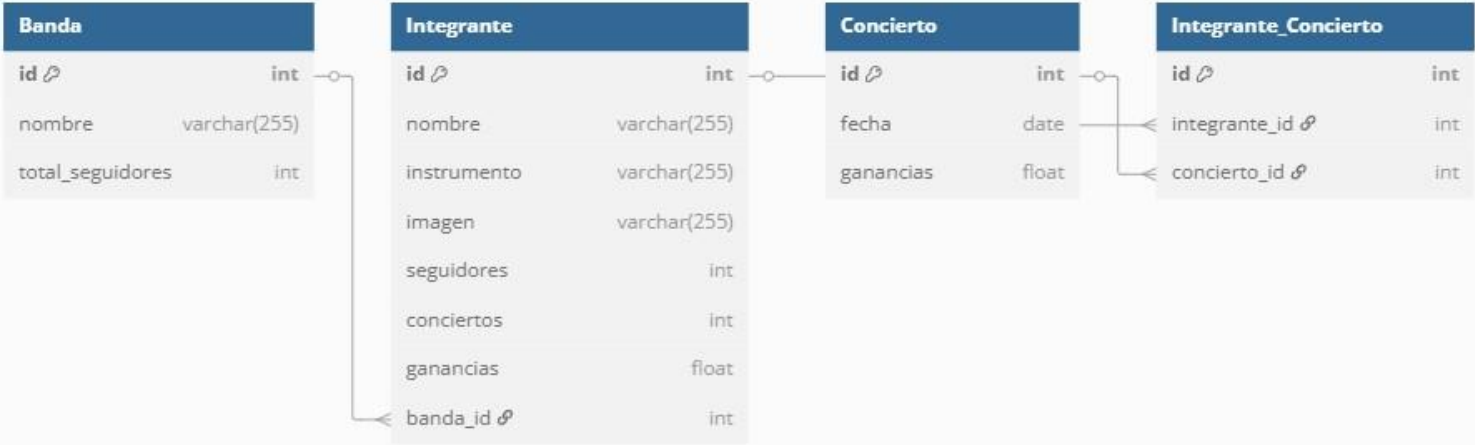 Banda
id int
nombre varchar(255)
total_seguidores int
Integrante
id int
nombre varchar(255)
instrumento varchar(255)
imagen varchar(255)
seguidores int
conciertos int
ganancias float
banda_id int
Concierto
id int
fecha date
ganancias float
Integrante_Concierto
id int
integrante_id int
concierto_id int